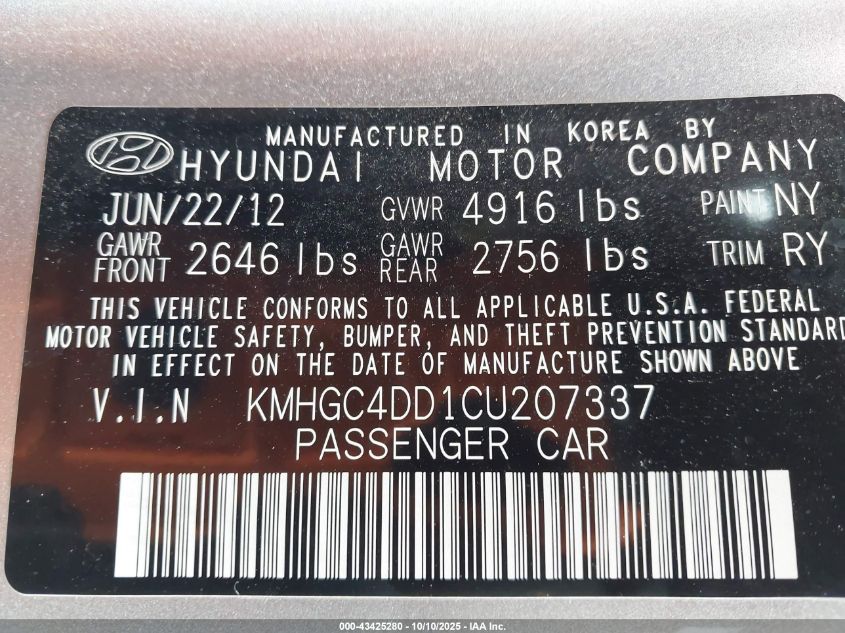 MANUFACTURED IN KOREA BY
HYUNDAI MOTOR COMPANY
JUN/22/12 GVWR 4916 lbs PAINT NY
GAWR FRONT 2646 lbs GAWR REAR 2756 lbs TRIM RY
THIS VEHICLE CONFORMS TO ALL APPLICABLE U.S.A. FEDERAL
MOTOR VEHICLE SAFETY, BUMPER, AND THEFT PREVENTION STANDARD
IN EFFECT ON THE DATE OF MANUFACTURE SHOWN ABOVE
V.I.N KMHGC4DD1CU207337
PASSENGER CAR
000-43425280 - 10/10/2025 - IAA Inc.